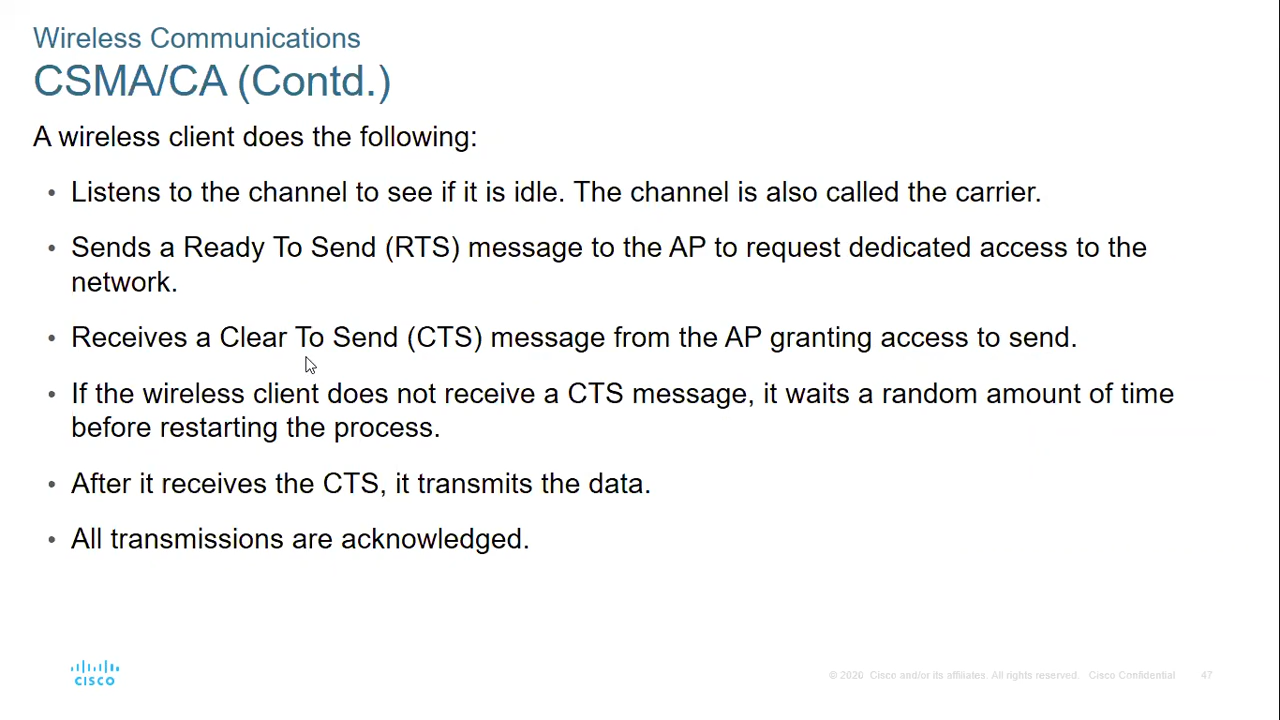 Wireless Communications
CSMA/CA (Contd.)
A wireless client does the following:
• Listens to the channel to see if it is idle. The channel is also called the carrier.
• Sends a Ready To Send (RTS) message to the AP to request dedicated access to the
network.
• Receives a Clear To Send (CTS) message from the AP granting access to send.
• If the wireless client does not receive a CTS message, it waits a random amount of time
before restarting the process.
• After it receives the CTS, it transmits the data.
• All transmissions are acknowledged.
CISCO
© 2020 Cisco and/or its affiliates. All rights reserved. Cisco Confidential 47